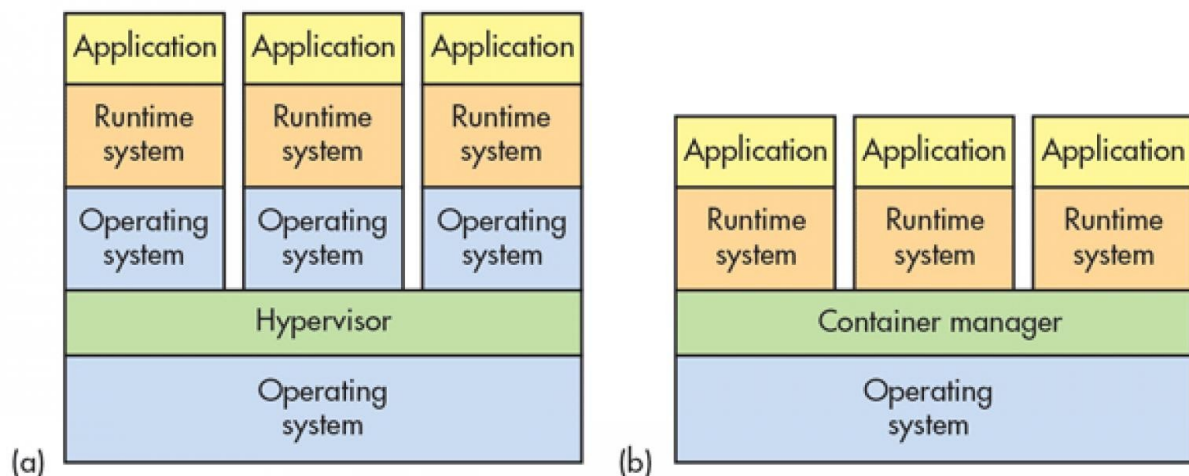 Application
Application
Application
Runtime
system
Runtime
system
Runtime
system
Operating
system
Operating
system
Operating
system
Hypervisor
Operating
system
(a)
Application
Application
Application
Runtime
system
Runtime
system
Runtime
system
Container manager
Operating
system
(b)